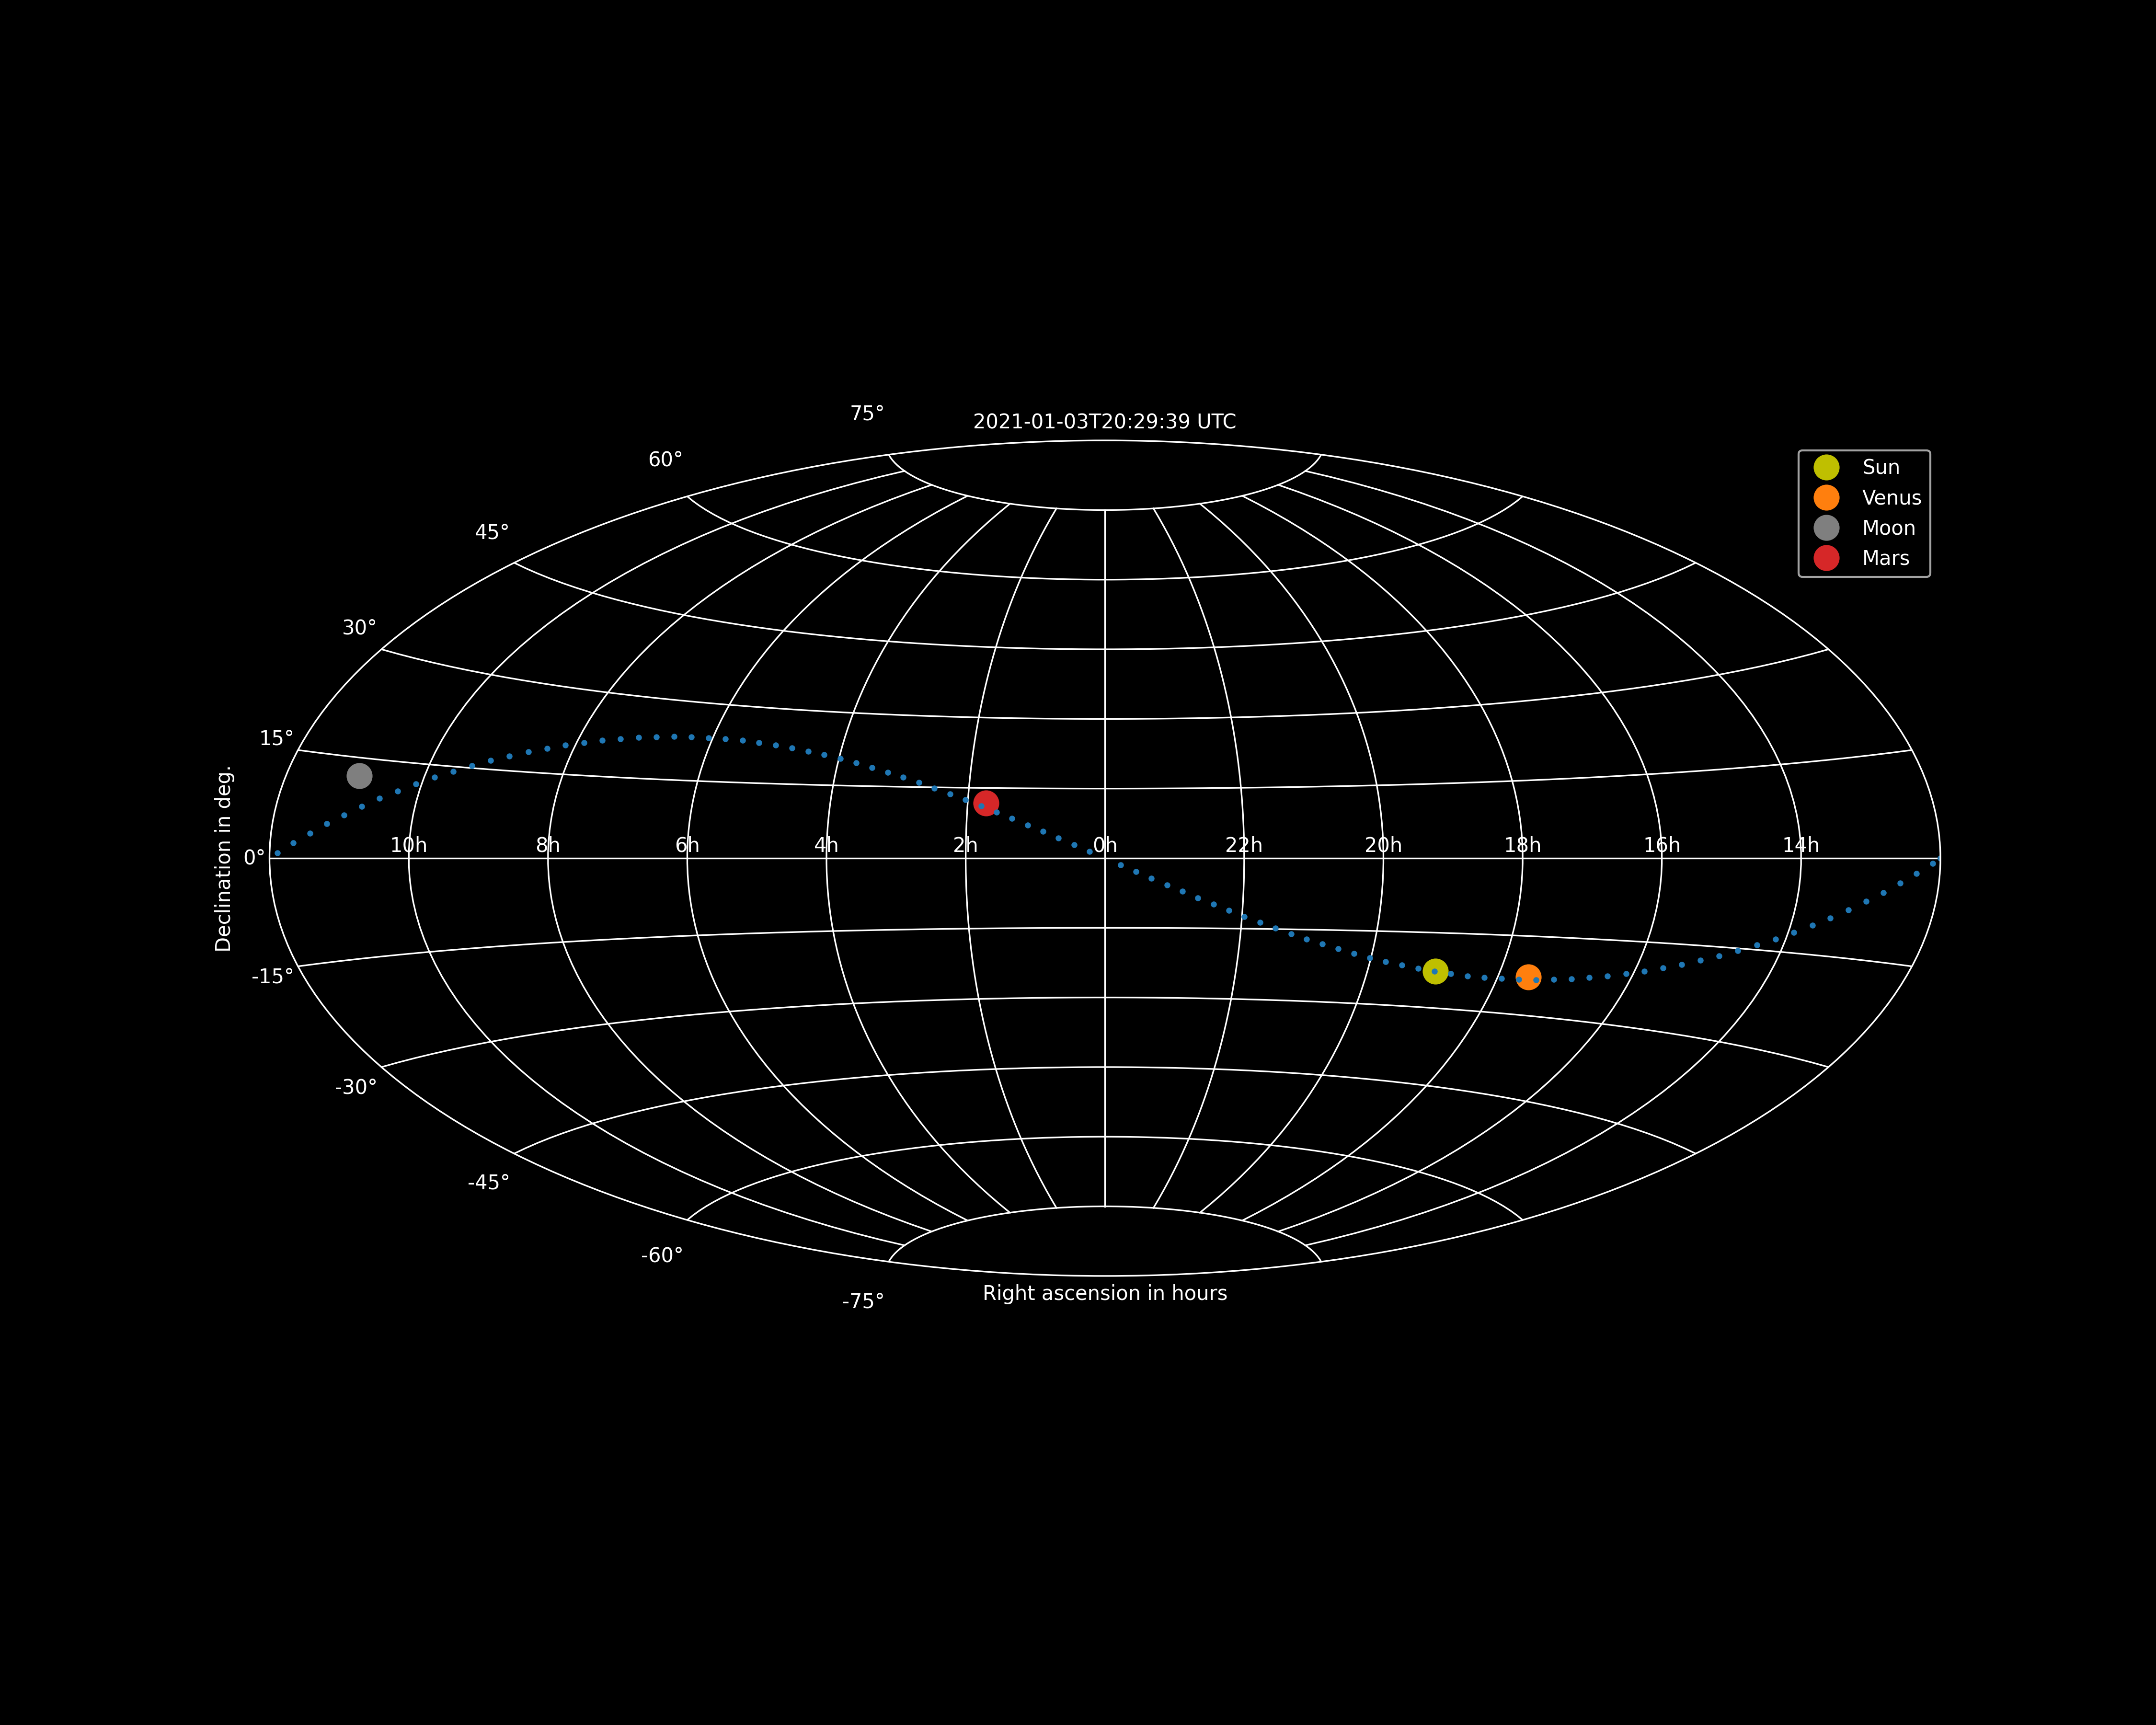 75°
2021-01-03T20:29:39 UTC
60°
Sun
Venus
Moon
Mars
45°
30°
15°
Declination in deg.
0°
10h 8h 6h 4h 2h 0h 22h 20h 18h 16h 14h
-15°
-30°
-45°
-60°
-75°
Right ascension in hours